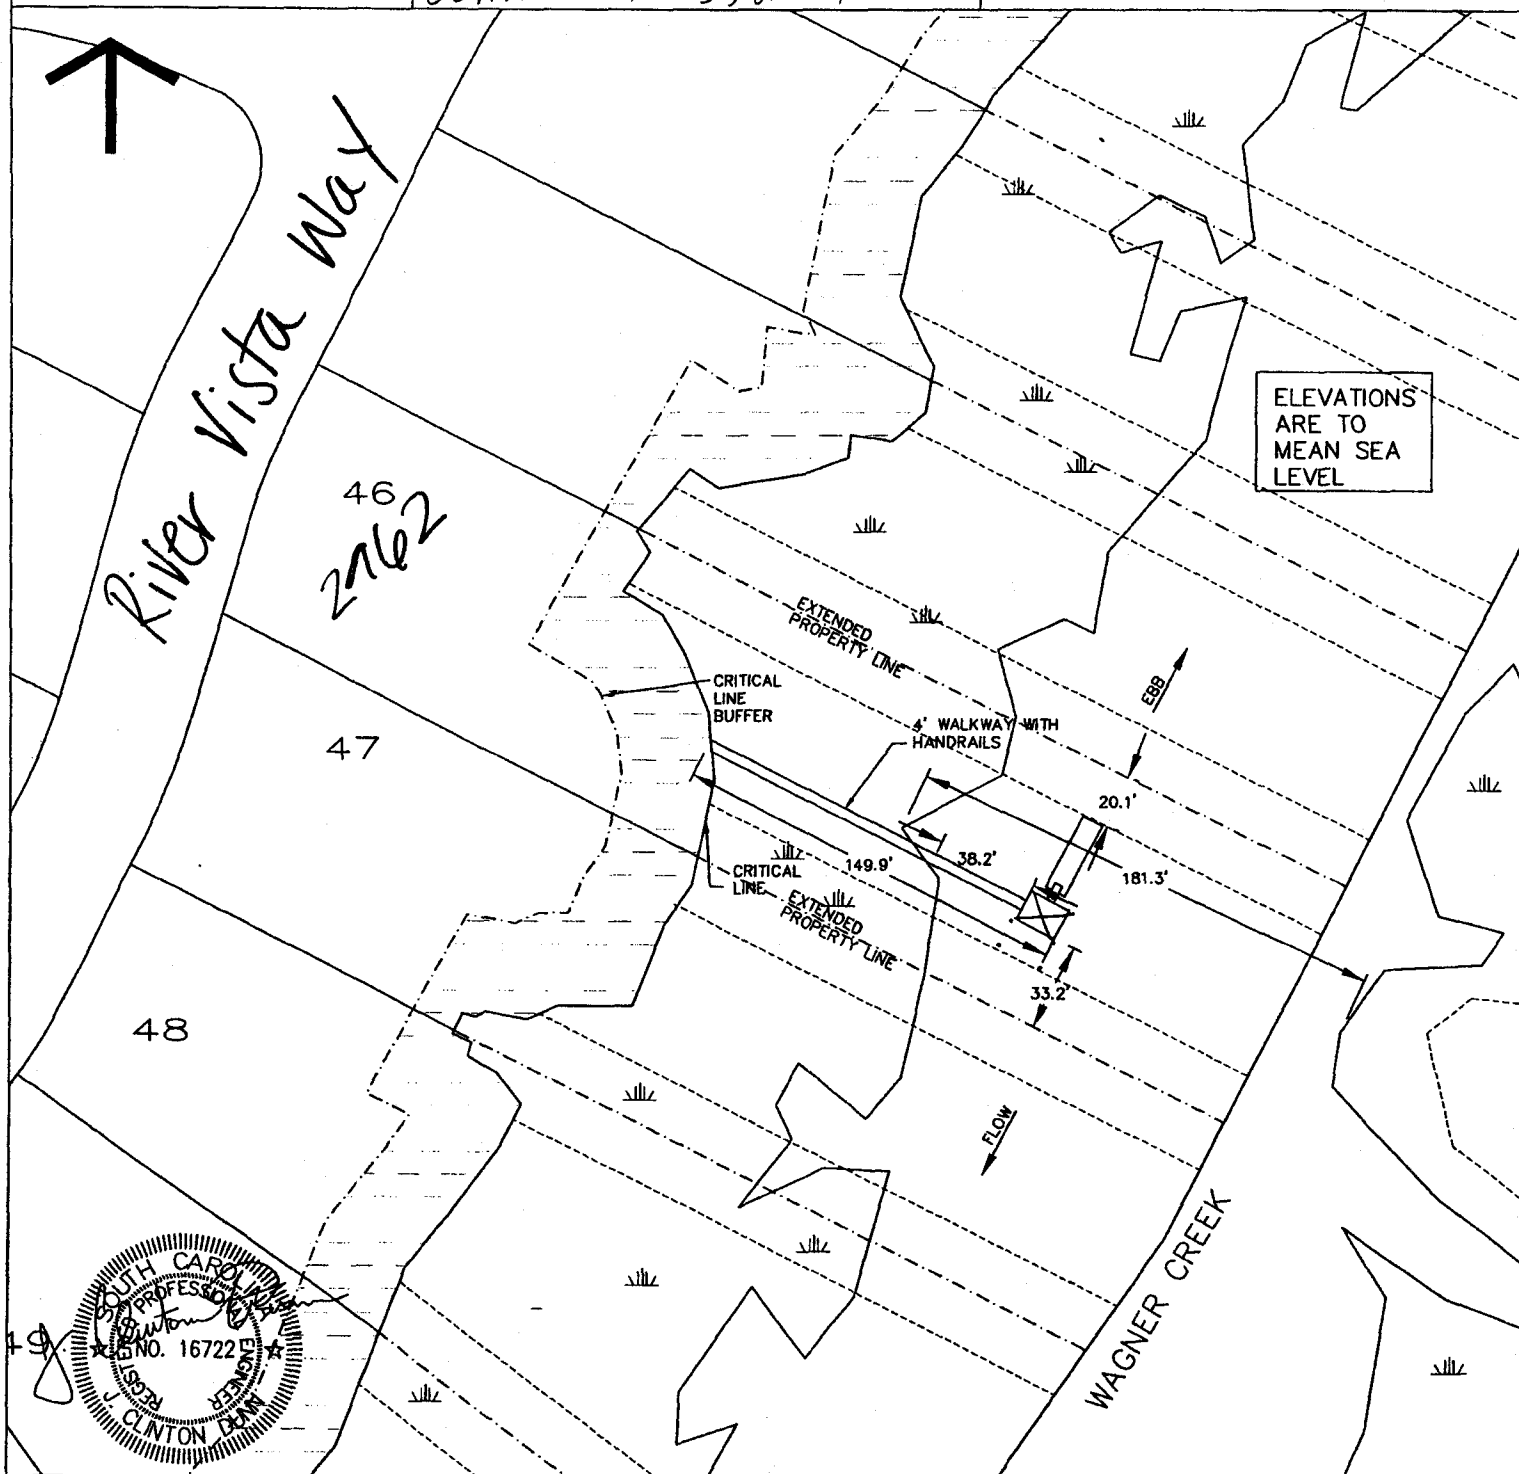 River Vista Way
46
2762
47
48
ELEVATIONS
ARE TO
MEAN SEA
LEVEL
EXTENDED
PROPERTY LINE
CRITICAL
LINE
BUFFER
4' WALKWAY WITH
HANDRAILS
EBB
20.1'
149.9'
38.2'
181.3'
CRITICAL
LINE
EXTENDED
PROPERTY LINE
33.2'
FLOW
WAGNER CREEK
SOUTH CAROLINA
REGISTERED PROFESSIONAL ENGINEER
NO. 16722
J. CLINTON